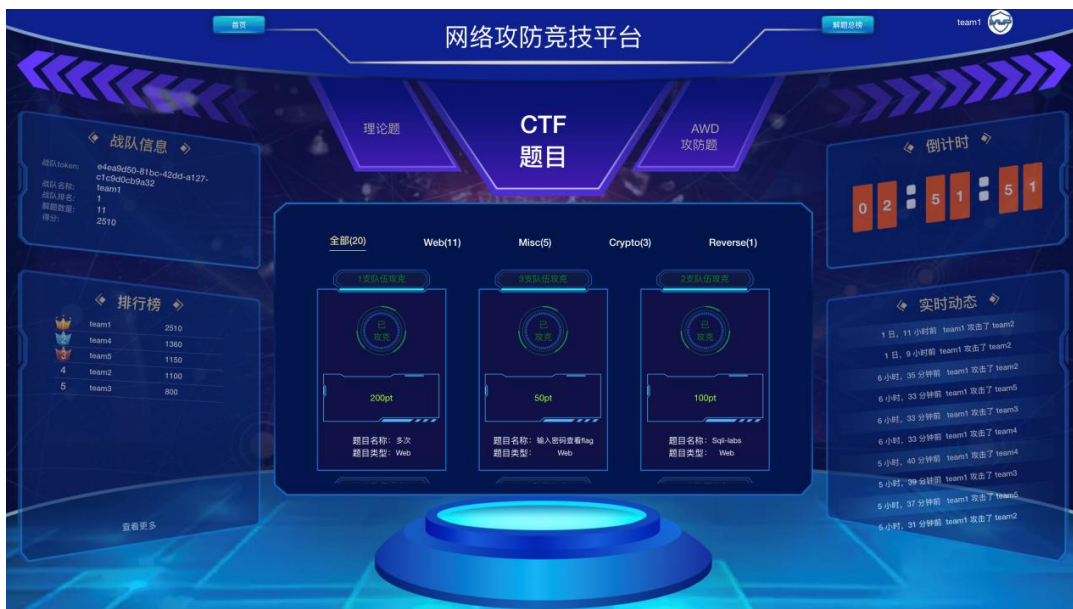 首页
网络攻防竞技平台
解题总榜
team1
理论题
CTF
题目
AWD
攻防题
战队信息
战队token: e4ea9d50-81bc-42dd-a127-
c1c9d0cb9a32
战队名称: team1
战队排名: 1
解题数量: 11
得分: 2510
倒计时
02:51:51
全部(20) Web(11) Misc(5) Crypto(3) Reverse(1)
1支队伍攻克
已
攻克
200pt
题目名称: 多次
题目类型: Web
3支队伍攻克
已
攻克
50pt
题目名称: 输入密码查看flag
题目类型: Web
2支队伍攻克
已
攻克
100pt
题目名称: Sqli-labs
题目类型: Web
排行榜
team1 2510
2 team4 1360
3 team5 1150
4 team2 1100
5 team3 800
查看更多
实时动态
1 日，11 小时前 team1 攻击了 team2
1 日，9 小时前 team1 攻击了 team2
6 小时，35 分钟前 team1 攻击了 team2
6 小时，33 分钟前 team1 攻击了 team5
6 小时，33 分钟前 team1 攻击了 team3
6 小时，33 分钟前 team1 攻击了 team4
5 小时，40 分钟前 team1 攻击了 team4
5 小时，39 分钟前 team1 攻击了 team3
5 小时，37 分钟前 team1 攻击了 team5
5 小时，31 分钟前 team1 攻击了 team2